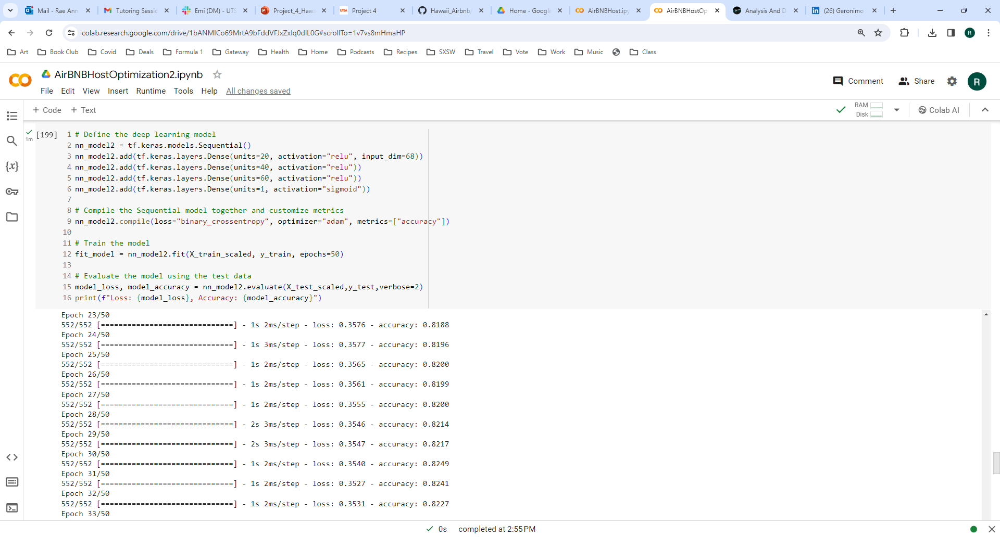 Mail - Rae Ann
Tutoring Sessio
Emi (DM) - UTS
Project_4_Hawa
UTSA Project 4
Hawaii_Airbnb/
Home - Google
AirBNBHost.ipy
AirBNBHostOp
Analysis And D
(26) Geronimo
colab.research.google.com/drive/1bANMICo69MrtA9bFddVFJxZxIq0dIL0G#scrollTo=1v7vs8mHmaHP
R
Art Book Club Covid Deals Formula 1 Gateway Health Home Podcasts Recipes SXSW Travel Vote Work Music Class
AirBNBHostOptimization2.ipynb
File Edit View Insert Runtime Tools Help All changes saved
Comment Share R
+ Code + Text
RAM
Disk
Colab AI
1m
[199]
1 # Define the deep learning model
2 nn_model2 = tf.keras.models.Sequential()
3 nn_model2.add(tf.keras.layers.Dense(units=20, activation="relu", input_dim=68))
4 nn_model2.add(tf.keras.layers.Dense(units=40, activation="relu"))
5 nn_model2.add(tf.keras.layers.Dense(units=60, activation="relu"))
6 nn_model2.add(tf.keras.layers.Dense(units=1, activation="sigmoid"))
7
8 # Compile the Sequential model together and customize metrics
9 nn_model2.compile(loss="binary_crossentropy", optimizer="adam", metrics=["accuracy"])
10
11 # Train the model
12 fit_model = nn_model2.fit(X_train_scaled, y_train, epochs=50)
13
14 # Evaluate the model using the test data
15 model_loss, model_accuracy = nn_model2.evaluate(X_test_scaled,y_test,verbose=2)
16 print(f"Loss: {model_loss}, Accuracy: {model_accuracy}")
Epoch 23/50
552/552 [==============================] - 1s 2ms/step - loss: 0.3576 - accuracy: 0.8188
Epoch 24/50
552/552 [==============================] - 1s 3ms/step - loss: 0.3577 - accuracy: 0.8196
Epoch 25/50
552/552 [==============================] - 1s 2ms/step - loss: 0.3565 - accuracy: 0.8200
Epoch 26/50
552/552 [==============================] - 1s 2ms/step - loss: 0.3561 - accuracy: 0.8199
Epoch 27/50
552/552 [==============================] - 1s 2ms/step - loss: 0.3555 - accuracy: 0.8200
Epoch 28/50
552/552 [==============================] - 2s 3ms/step - loss: 0.3546 - accuracy: 0.8214
Epoch 29/50
552/552 [==============================] - 2s 3ms/step - loss: 0.3547 - accuracy: 0.8217
Epoch 30/50
552/552 [==============================] - 1s 2ms/step - loss: 0.3540 - accuracy: 0.8249
Epoch 31/50
552/552 [==============================] - 1s 2ms/step - loss: 0.3527 - accuracy: 0.8241
Epoch 32/50
552/552 [==============================] - 1s 2ms/step - loss: 0.3531 - accuracy: 0.8227
Epoch 33/50
0s completed at 2:55 PM